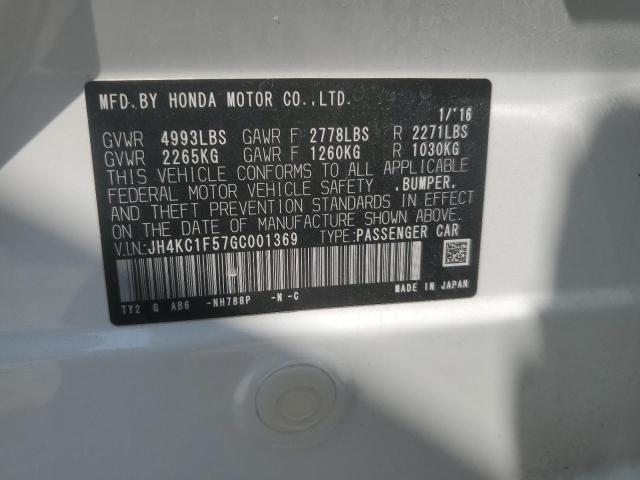 MFD.BY HONDA MOTOR CO.,LTD.
1/'16
GVWR 4993LBS GAWR F 2778LBS R 2271LBS
GVWR 2265KG GAWR F 1260KG R 1030KG
THIS VEHICLE CONFORMS TO ALL APPLICABLE
FEDERAL MOTOR VEHICLE SAFETY ,BUMPER,
AND THEFT PREVENTION STANDARDS IN EFFECT
ON THE DATE OF MANUFACTURE SHOWN ABOVE.
V.I.N.:JH4KC1F57GC001369 TYPE:PASSENGER CAR
TY2 G AB6 -NH788P -N -C
MADE IN JAPAN